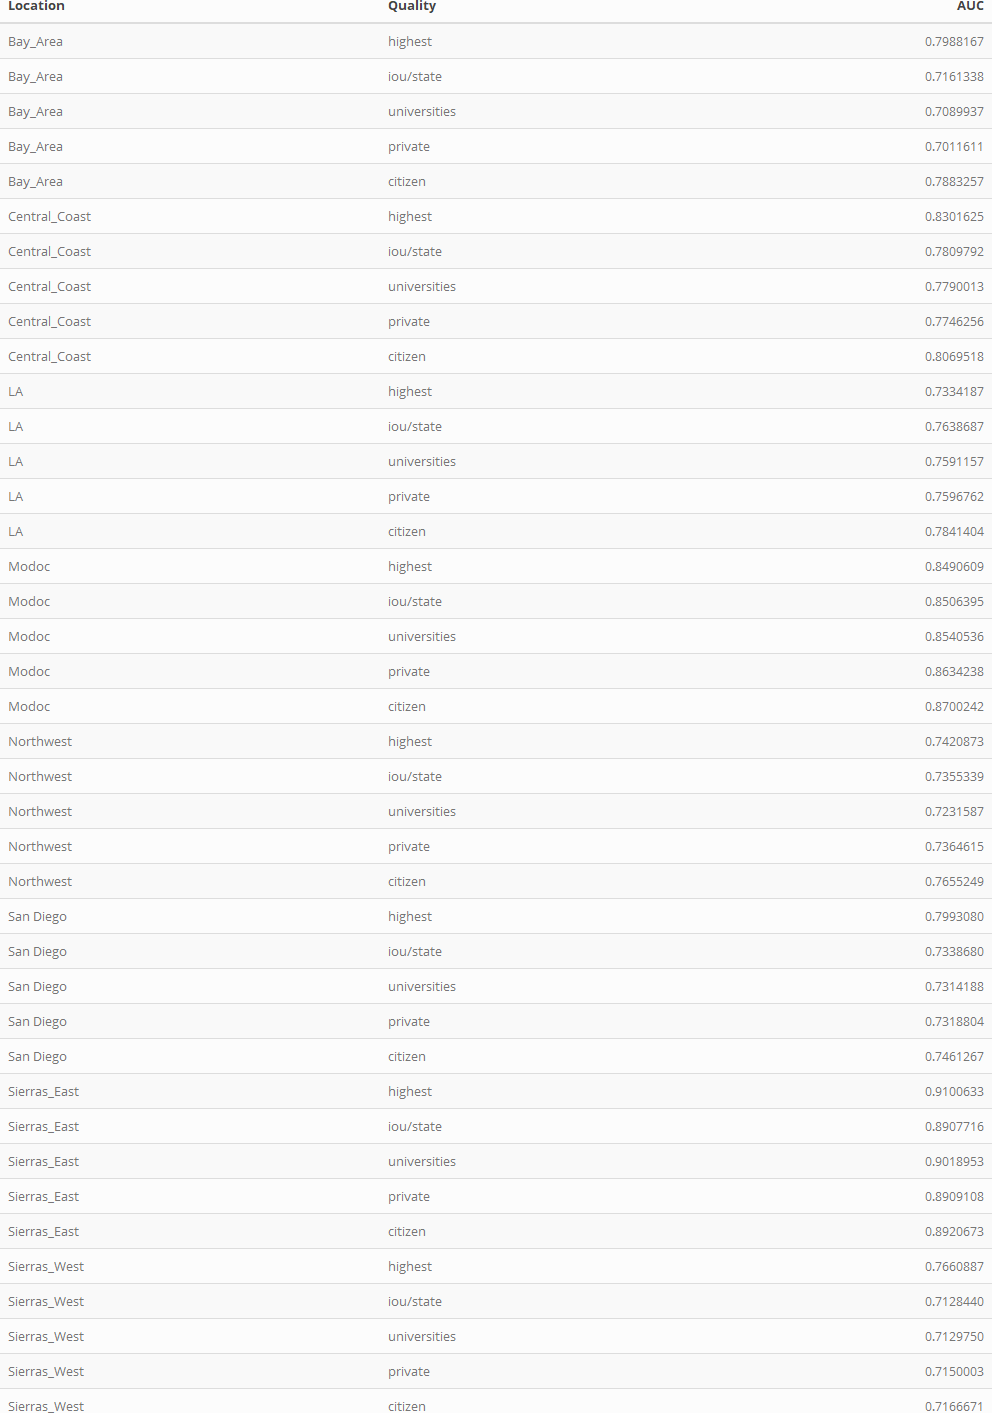 Location Quality AUC
Bay_Area highest 0.7988167
Bay_Area iou/state 0.7161338
Bay_Area universities 0.7089937
Bay_Area private 0.7011611
Bay_Area citizen 0.7883257
Central_Coast highest 0.8301625
Central_Coast iou/state 0.7809792
Central_Coast universities 0.7790013
Central_Coast private 0.7746256
Central_Coast citizen 0.8069518
LA highest 0.7334187
LA iou/state 0.7638687
LA universities 0.7591157
LA private 0.7596762
LA citizen 0.7841404
Modoc highest 0.8490609
Modoc iou/state 0.8506395
Modoc universities 0.8540536
Modoc private 0.8634238
Modoc citizen 0.8700242
Northwest highest 0.7420873
Northwest iou/state 0.7355339
Northwest universities 0.7231587
Northwest private 0.7364615
Northwest citizen 0.7655249
San Diego highest 0.7993080
San Diego iou/state 0.7338680
San Diego universities 0.7314188
San Diego private 0.7318804
San Diego citizen 0.7461267
Sierras_East highest 0.9100633
Sierras_East iou/state 0.8907716
Sierras_East universities 0.9018953
Sierras_East private 0.8909108
Sierras_East citizen 0.8920673
Sierras_West highest 0.7660887
Sierras_West iou/state 0.7128440
Sierras_West universities 0.7129750
Sierras_West private 0.7150003
Sierras_West citizen 0.7166671